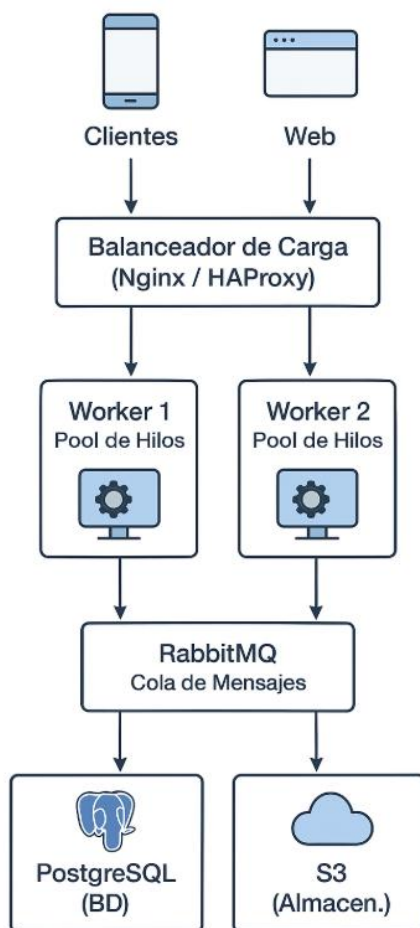 Clientes
Web
Balanceador de Carga
(Nginx / HAProxy)
Worker 1
Pool de Hilos
Worker 2
Pool de Hilos
RabbitMQ
Cola de Mensajes
PostgreSQL
(BD)
S3
(Almacen.)